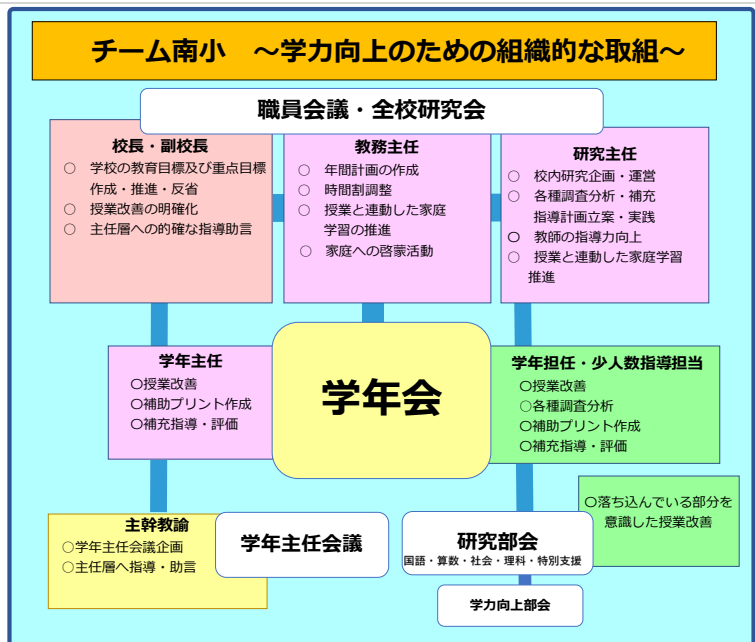 チーム南小　～学力向上のための組織的な取組～
職員会議・全校研究会
校長・副校長
○　学校の教育目標及び重点目標
作成・推進・反省
○　授業改善の明確化
○　主任層への的確な指導助言
教務主任
○　年間計画の作成
○　時間割調整
○　授業と連動した家庭
学習の推進
○　家庭への啓蒙活動
研究主任
○　校内研究企画・運営
○　各種調査分析・補充
指導計画立案・実践
○　教師の指導力向上
○　授業と連動した家庭学習
推進
学年主任
○授業改善
○補助プリント作成
○補充指導・評価
学年会
学年担任・少人数指導担当
○授業改善
○各種調査分析
○補助プリント作成
○補充指導・評価
○落ち込んでいる部分を
意識した授業改善
主幹教諭
○学年主任会議企画
○主任層へ指導・助言
学年主任会議
研究部会
国語・算数・社会・理科・特別支援
学力向上部会